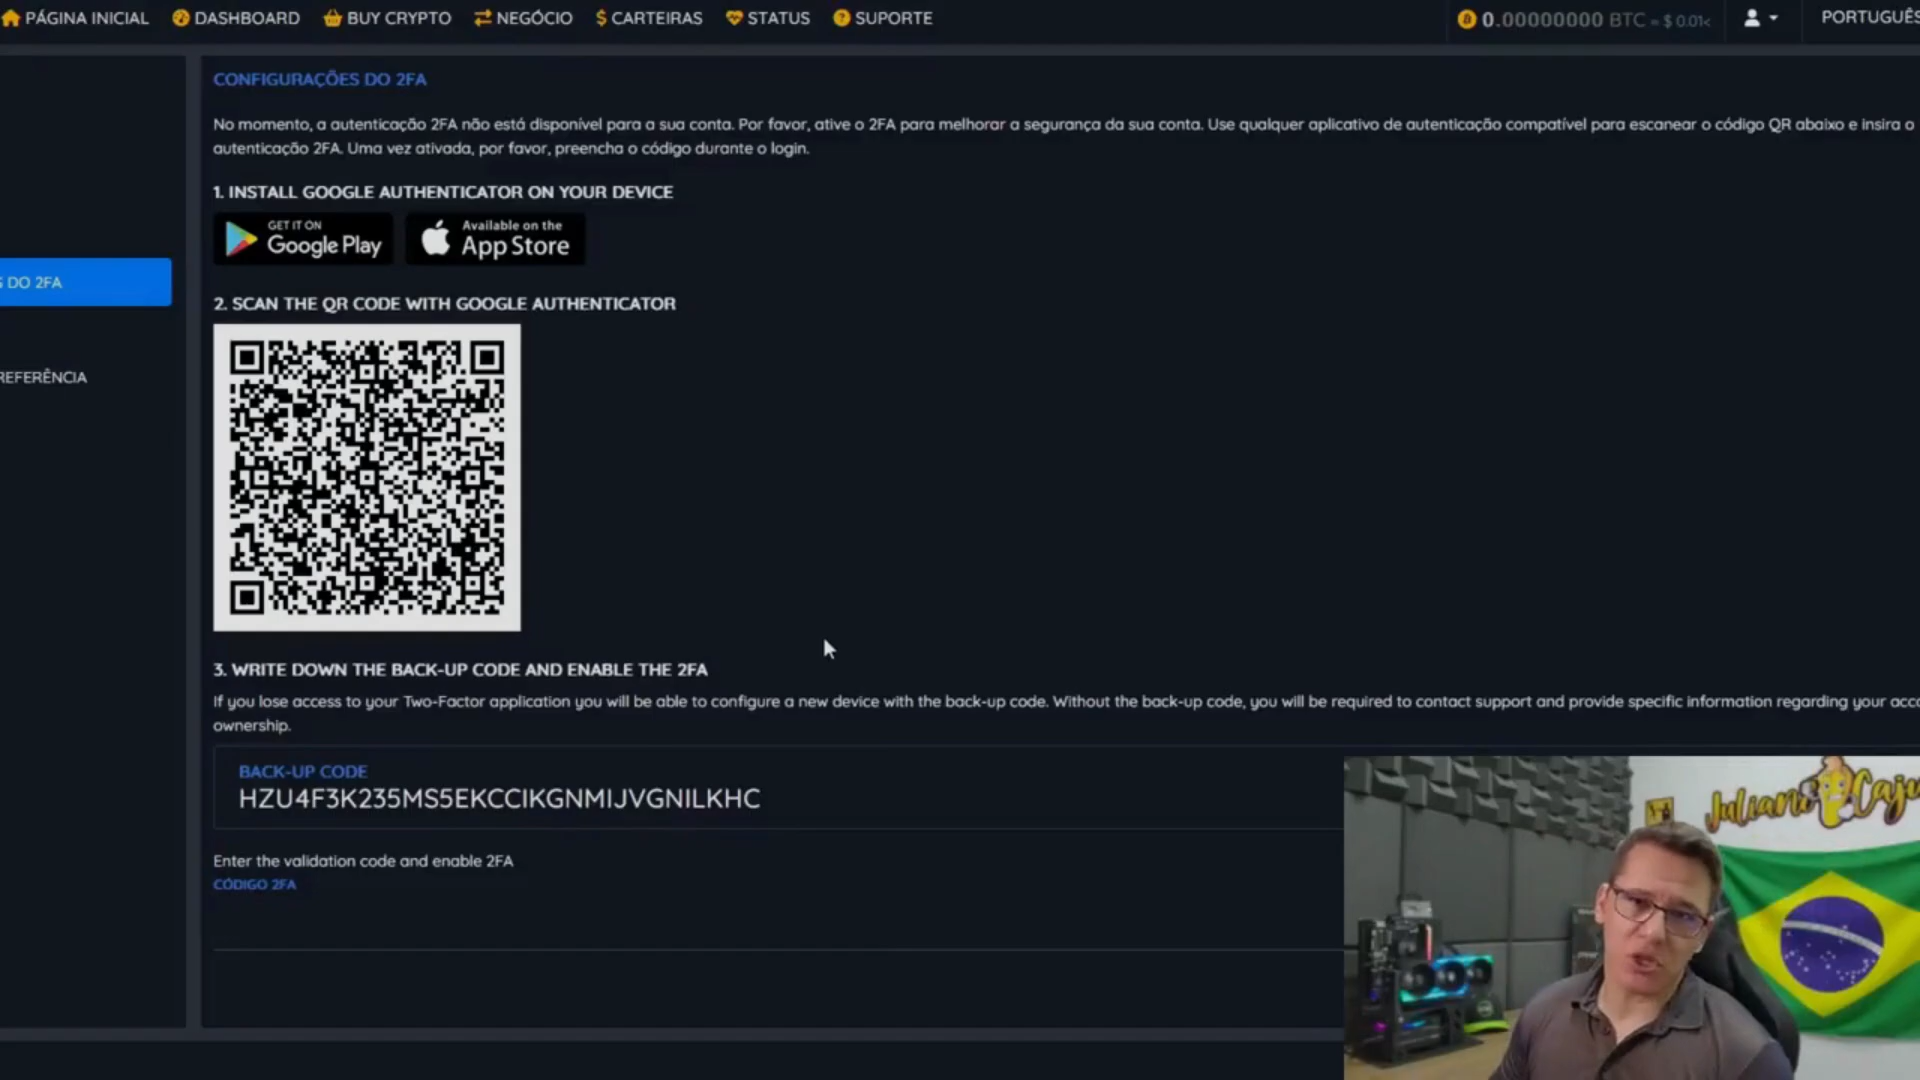 PÁGINA INICIAL DASHBOARD BUY CRYPTO NEGÓCIO CARTEIRAS STATUS SUPORTE 0.00000000 BTC ≈ $ 0.01< PORTUGUÊS
CONFIGURAÇÕES DO 2FA
No momento, a autenticação 2FA não está disponível para a sua conta. Por favor, ative o 2FA para melhorar a segurança da sua conta. Use qualquer aplicativo de autenticação compatível para escanear o código QR abaixo e insira o
autenticação 2FA. Uma vez ativada, por favor, preencha o código durante o login.
1. INSTALL GOOGLE AUTHENTICATOR ON YOUR DEVICE
GET IT ON
Google Play
Available on the
App Store
S DO 2FA
2. SCAN THE QR CODE WITH GOOGLE AUTHENTICATOR
REFERÊNCIA
3. WRITE DOWN THE BACK-UP CODE AND ENABLE THE 2FA
If you lose access to your Two-Factor application you will be able to configure a new device with the back-up code. Without the back-up code, you will be required to contact support and provide specific information regarding your acco
ownership.
BACK-UP CODE
HZU4F3K235MS5EKCCIKGNMIJVGNILKHC
Juliano Caju
Enter the validation code and enable 2FA
CÓDIGO 2FA